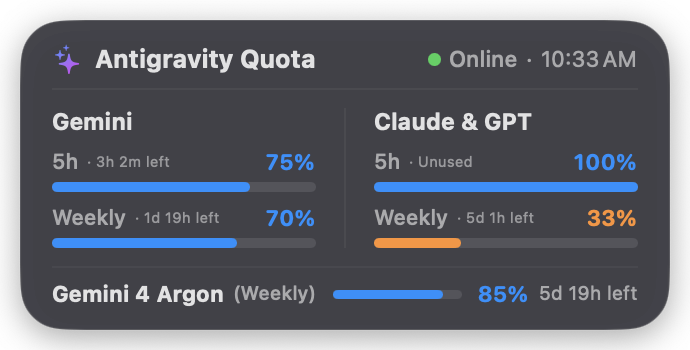 Antigravity Quota
Online · 10:33 AM
Gemini
5h · 3h 2m left 75%
Weekly · 1d 19h left 70%
Claude & GPT
5h · Unused 100%
Weekly · 5d 1h left 33%
Gemini 4 Argon (Weekly) 85% 5d 19h left